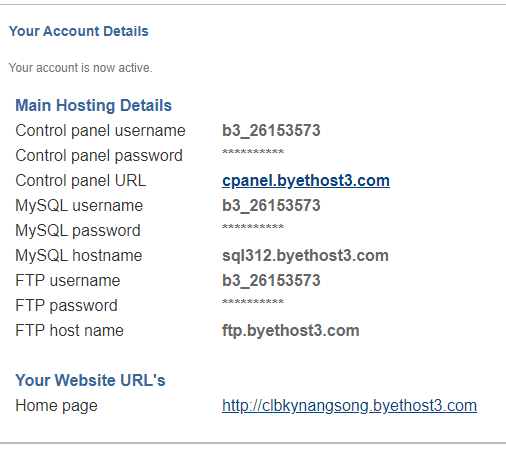 Your Account Details
Your account is now active.
Main Hosting Details
Control panel username b3_26153573
Control panel password **********
Control panel URL cpanel.byethost3.com
MySQL username b3_26153573
MySQL password **********
MySQL hostname sql312.byethost3.com
FTP username b3_26153573
FTP password **********
FTP host name ftp.byethost3.com
Your Website URL's
Home page http://clbkynangsong.byethost3.com